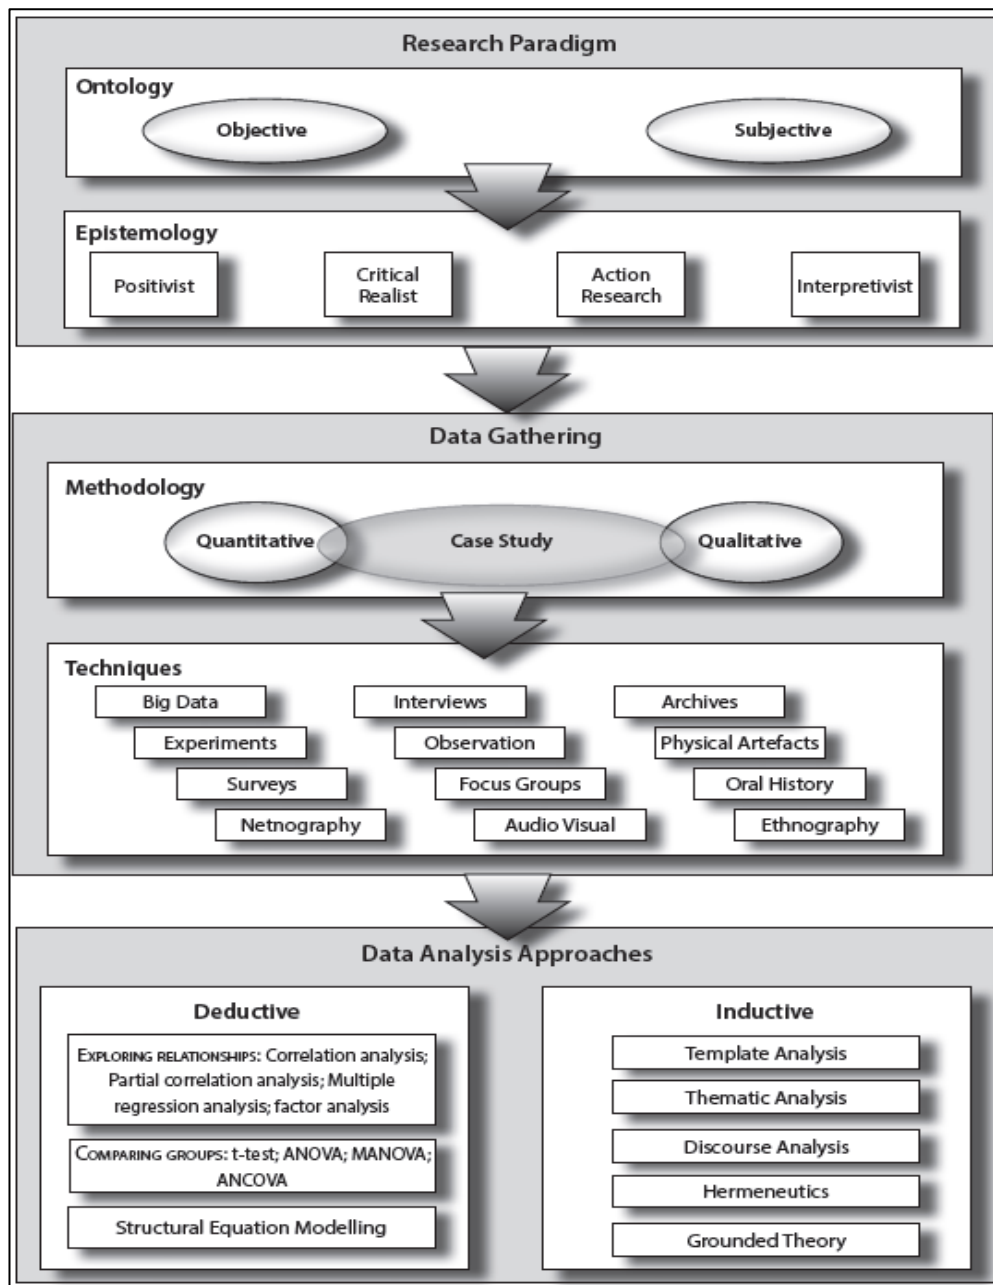 Research Paradigm
Ontology
Objective
Subjective
Epistemology
Positivist
Critical
Realist
Action
Research
Interpretivist
Data Gathering
Methodology
Quantitative
Case Study
Qualitative
Techniques
Big Data
Interviews
Archives
Experiments
Observation
Physical Artefacts
Surveys
Focus Groups
Oral History
Netnography
Audio Visual
Ethnography
Data Analysis Approaches
Deductive
EXPLORING RELATIONSHIPS: Correlation analysis;
Partial correlation analysis; Multiple
regression analysis; factor analysis
COMPARING GROUPS: t-test; ANOVA; MANOVA;
ANCOVA
Structural Equation Modelling
Inductive
Template Analysis
Thematic Analysis
Discourse Analysis
Hermeneutics
Grounded Theory